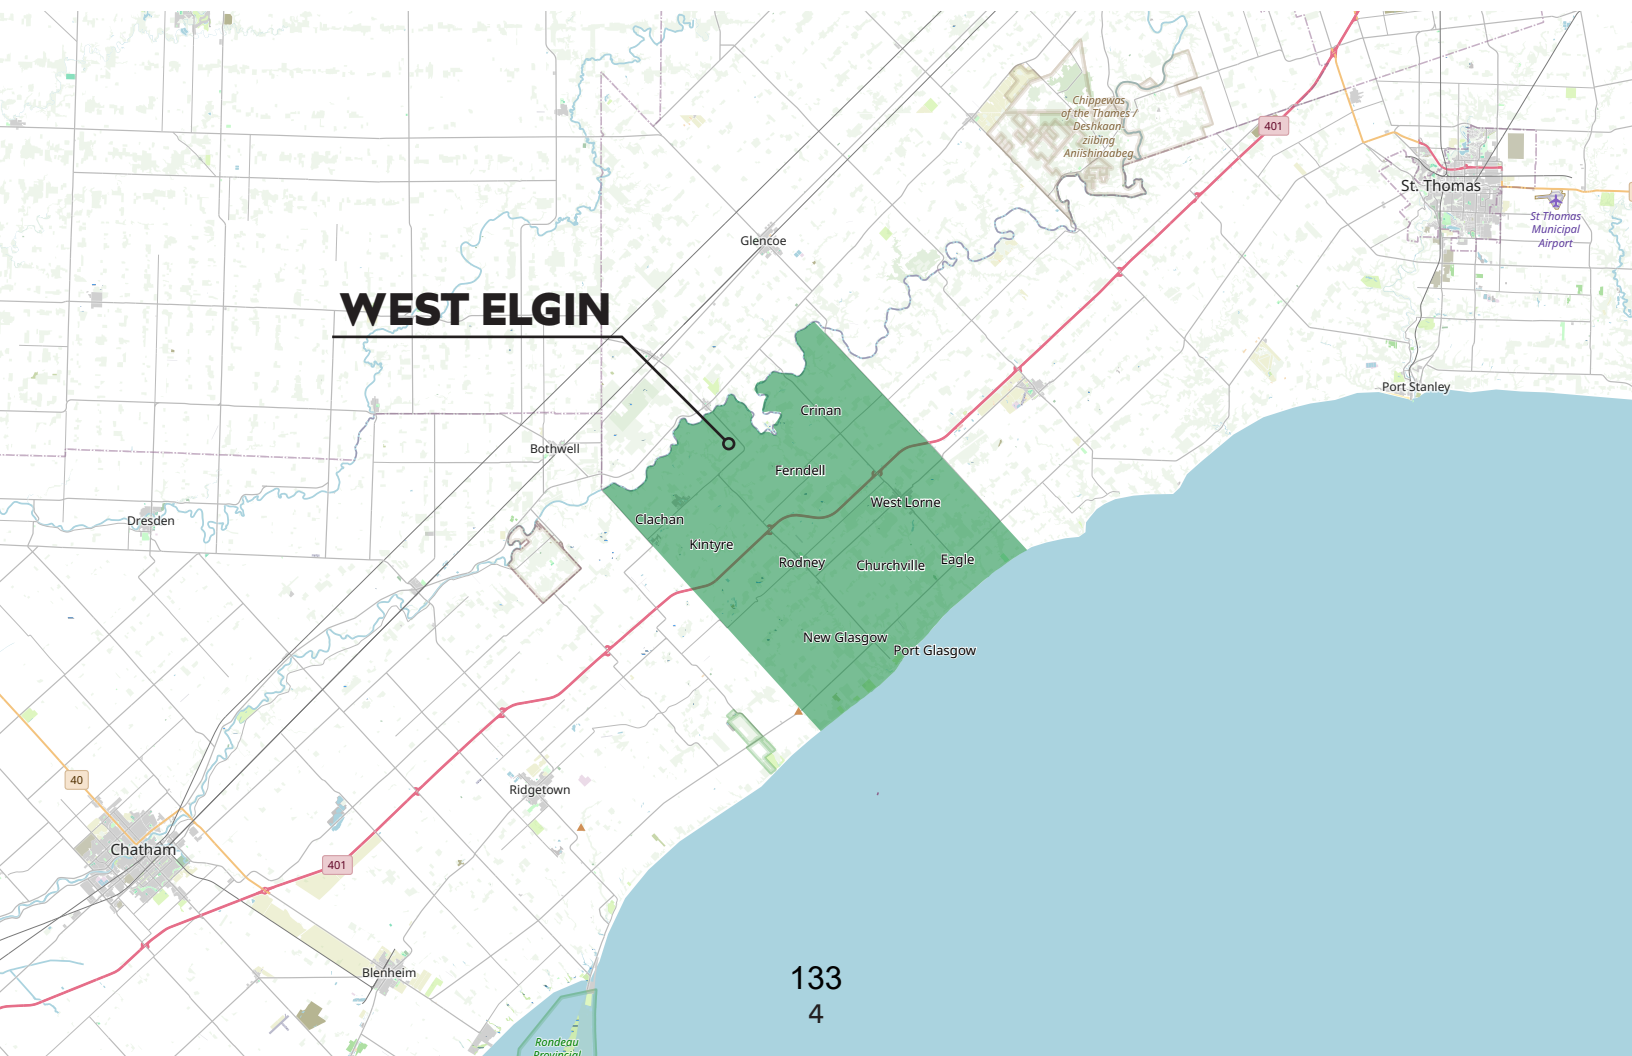 Chippewas
of the Thames /
Deshkaan
ziibing
Aniishinaabeg
401
St. Thomas
St Thomas
Municipal
Airport
Glencoe
WEST ELGIN
Port Stanley
Crinan
Bothwell
Ferndell
West Lorne
Clachan
Dresden
Kintyre
Rodney
Churchville
Eagle
New Glasgow
Port Glasgow
40
Ridgetown
Chatham
401
Blenheim
133
4
Rondeau
Provincial